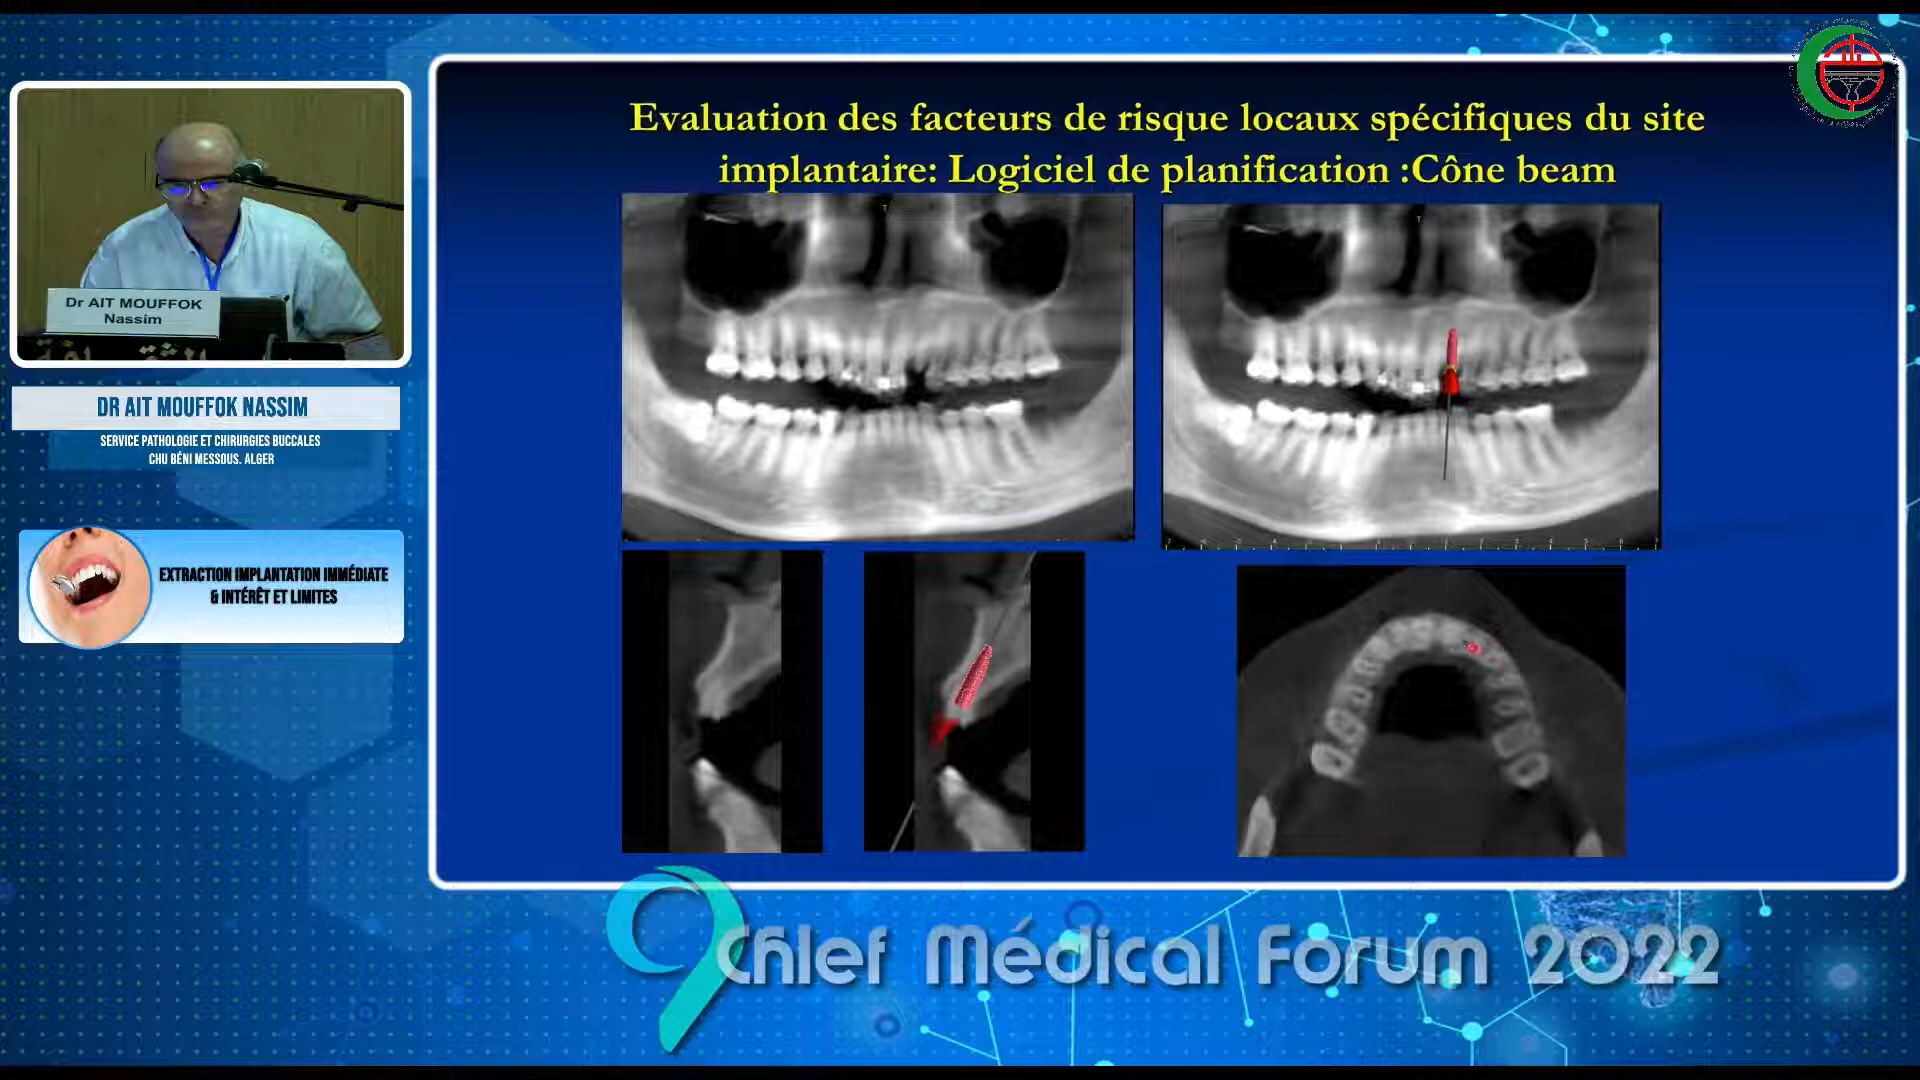 Evaluation des facteurs de risque locaux spécifiques du site
implantaire: Logiciel de planification :Cône beam
Dr AIT MOUFFOK
Nassim
DR AIT MOUFFOK NASSIM
SERVICE PATHOLOGIE ET CHIRURGIES BUCCALES
CHU BÉNI MESSOUS. ALGER
EXTRACTION IMPLANTATION IMMÉDIATE
& INTÉRÊT ET LIMITES
9 Chlef Médical Forum 2022